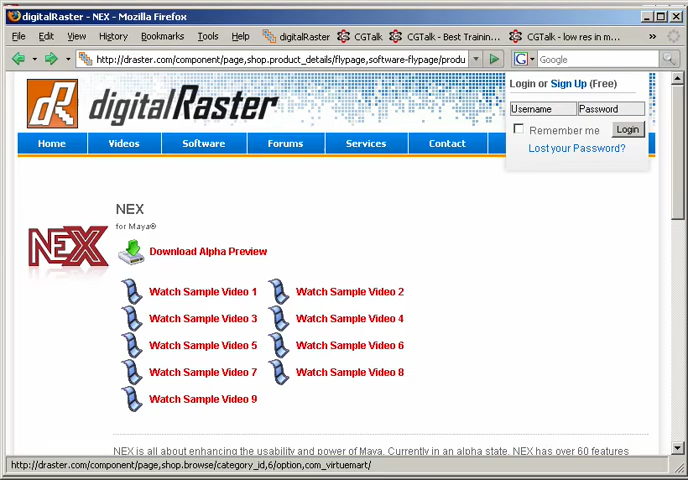 digitalRaster - NEX - Mozilla Firefox
File Edit View History Bookmarks Tools Help digitalRaster CGTalk CGTalk - Best Trainin... CGTalk - low res in m... »
http://draster.com/component/page,shop.product_details/flypage,software-flypage/produ
G Google
dR digitalRaster
Login or Sign Up (Free)
Username Password
Remember me Login
Lost your Password?
Home Videos Software Forums Services Contact
NEX
for Maya®
NEX
Download Alpha Preview
Watch Sample Video 1 Watch Sample Video 2
Watch Sample Video 3 Watch Sample Video 4
Watch Sample Video 5 Watch Sample Video 6
Watch Sample Video 7 Watch Sample Video 8
Watch Sample Video 9
NEX is all about enhancing the usability and power of Maya. Currently in an alpha state, NEX has over 60 features
http://draster.com/component/page,shop.browse/category_id,6/option,com_virtuemart/